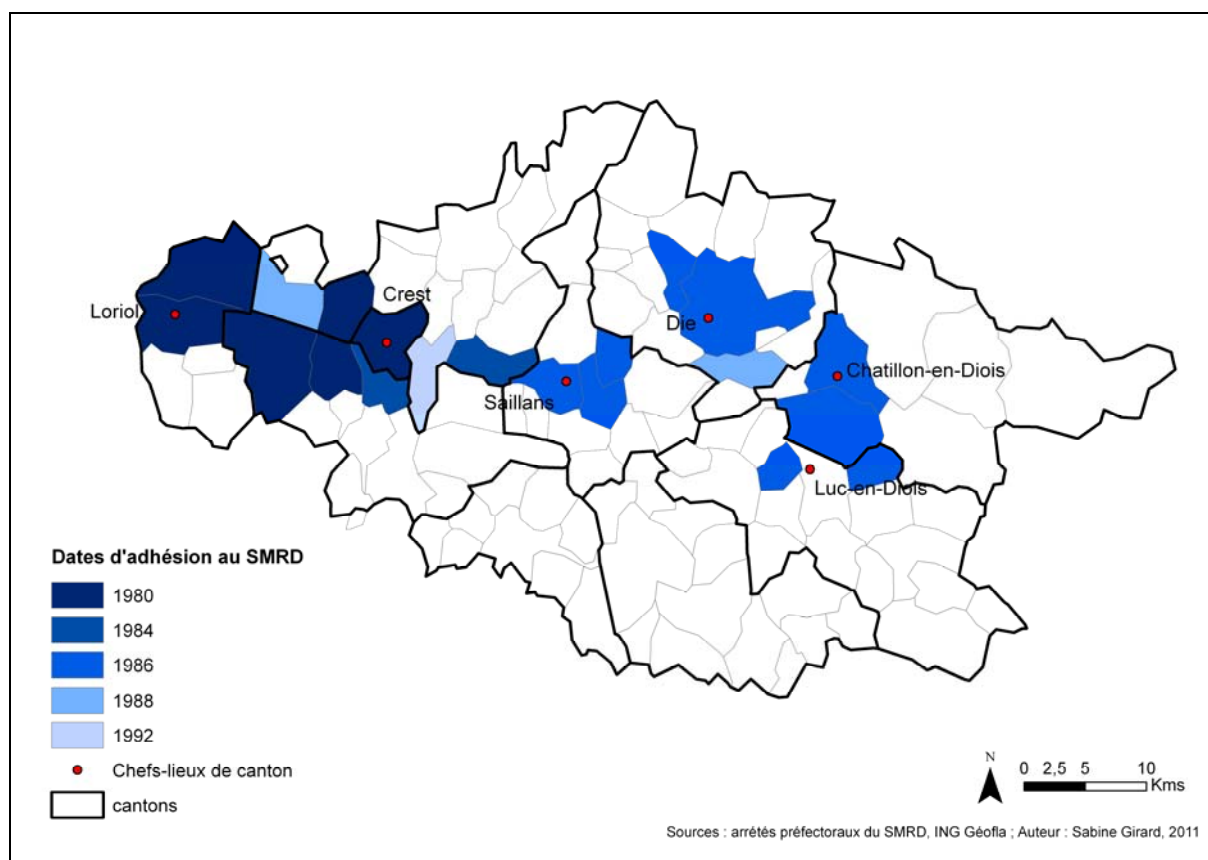 Crest
Loriol
Die
Chatillon-en-Diois
Saillans
Luc-en-Diois
Dates d'adhésion au SMRD
1980
1984
1986
1988
1992
Chefs-lieux de canton
cantons
N
0 2,5 5 10
Kms
Sources : arrétés préfectoraux du SMRD, ING Géofla ; Auteur : Sabine Girard, 2011